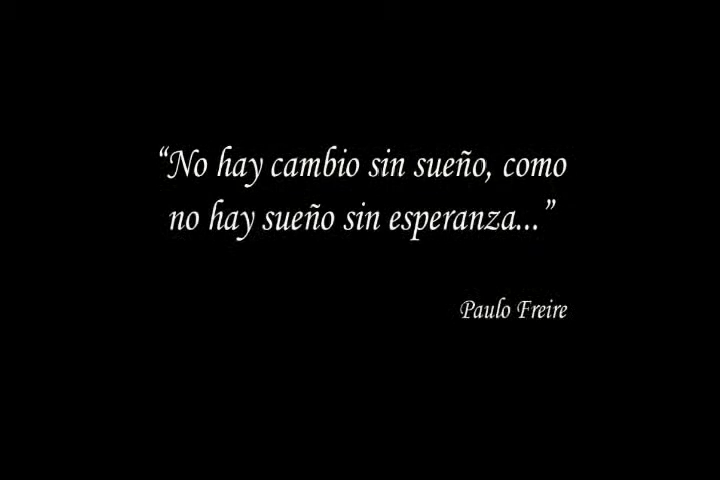 “No hay cambio sin sueño, como
no hay sueño sin esperanza...”
Paulo Freire